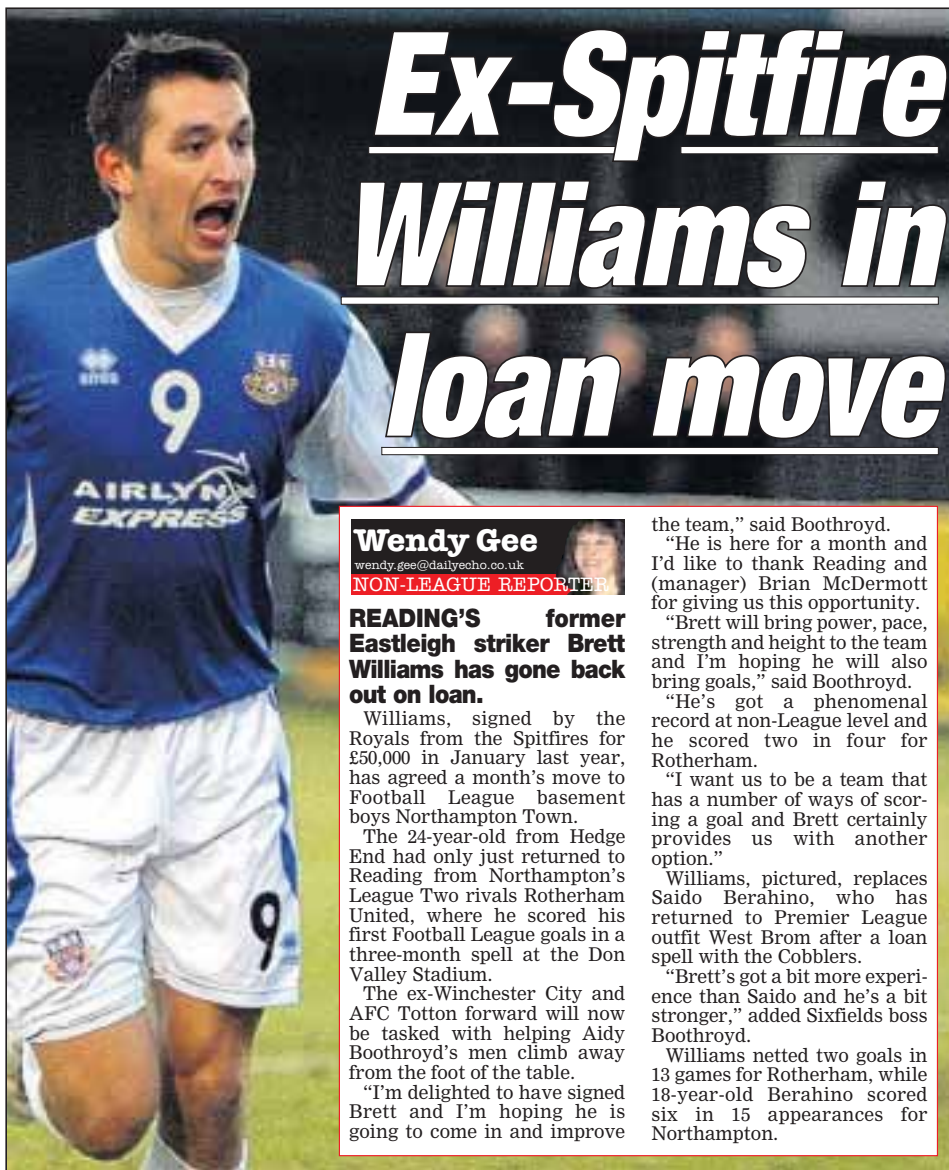 Ex-Spitfire
Williams in
loan move
errea
9
AIRLYNX
EXPRESS
9
Wendy Gee
wendy.gee@dailyecho.co.uk
NON-LEAGUE REPORTER
READING'S former
Eastleigh striker Brett
Williams has gone back
out on loan.
Williams, signed by the
Royals from the Spitfires for
£50,000 in January last year,
has agreed a month's move to
Football League basement
boys Northampton Town.
The 24-year-old from Hedge
End had only just returned to
Reading from Northampton's
League Two rivals Rotherham
United, where he scored his
first Football League goals in a
three-month spell at the Don
Valley Stadium.
The ex-Winchester City and
AFC Totton forward will now
be tasked with helping Aidy
Boothroyd's men climb away
from the foot of the table.
“I'm delighted to have signed
Brett and I'm hoping he is
going to come in and improve
the team,” said Boothroyd.
“He is here for a month and
I'd like to thank Reading and
(manager) Brian McDermott
for giving us this opportunity.
“Brett will bring power, pace,
strength and height to the team
and I'm hoping he will also
bring goals,” said Boothroyd.
“He's got a phenomenal
record at non-League level and
he scored two in four for
Rotherham.
“I want us to be a team that
has a number of ways of scor-
ing a goal and Brett certainly
provides us with another
option.”
Williams, pictured, replaces
Saido Berahino, who has
returned to Premier League
outfit West Brom after a loan
spell with the Cobblers.
“Brett's got a bit more experi-
ence than Saido and he's a bit
stronger,” added Sixfields boss
Boothroyd.
Williams netted two goals in
13 games for Rotherham, while
18-year-old Berahino scored
six in 15 appearances for
Northampton.